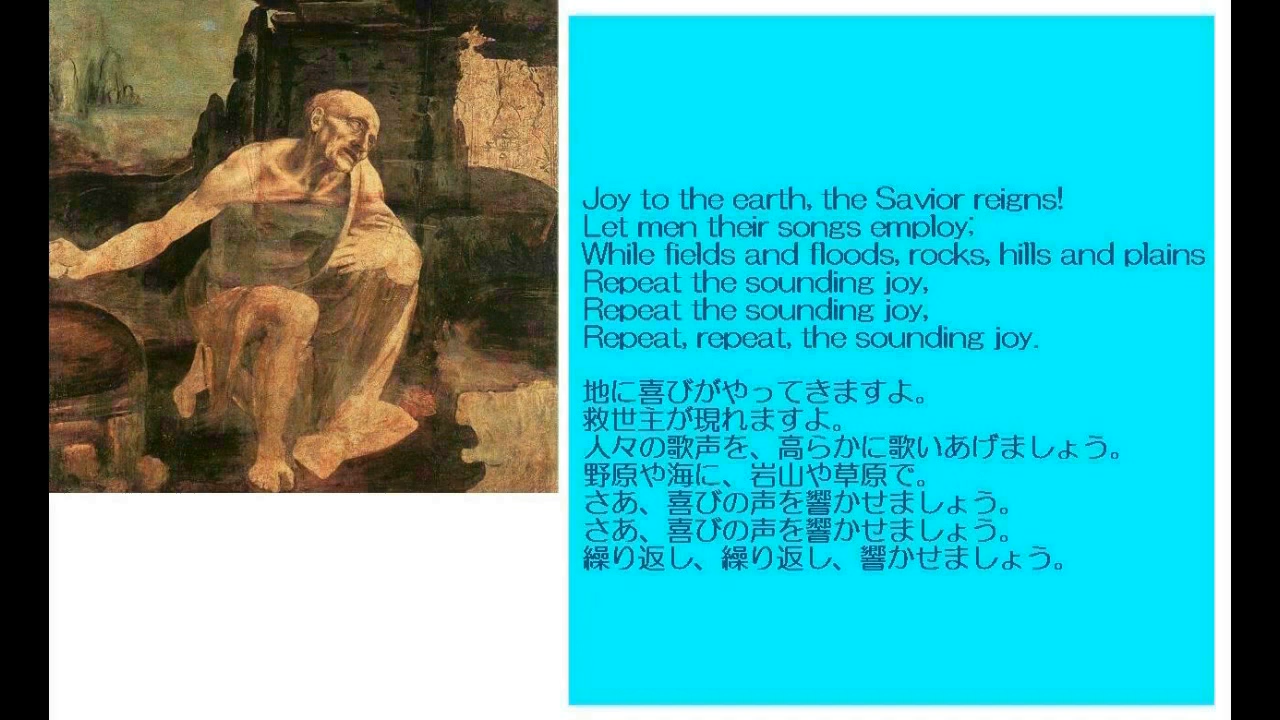 Joy to the earth, the Savior reigns!
Let men their songs employ;
While fields and floods, rocks, hills and plains
Repeat the sounding joy,
Repeat the sounding joy,
Repeat, repeat, the sounding joy.
地に喜びがやってきますよ。
救世主が現れますよ。
人々の歌声を、高らかに歌いあげましょう。
野原や海に、岩山や草原で。
さあ、喜びの声を響かせましょう。
さあ、喜びの声を響かせましょう。
繰り返し、繰り返し、響かせましょう。